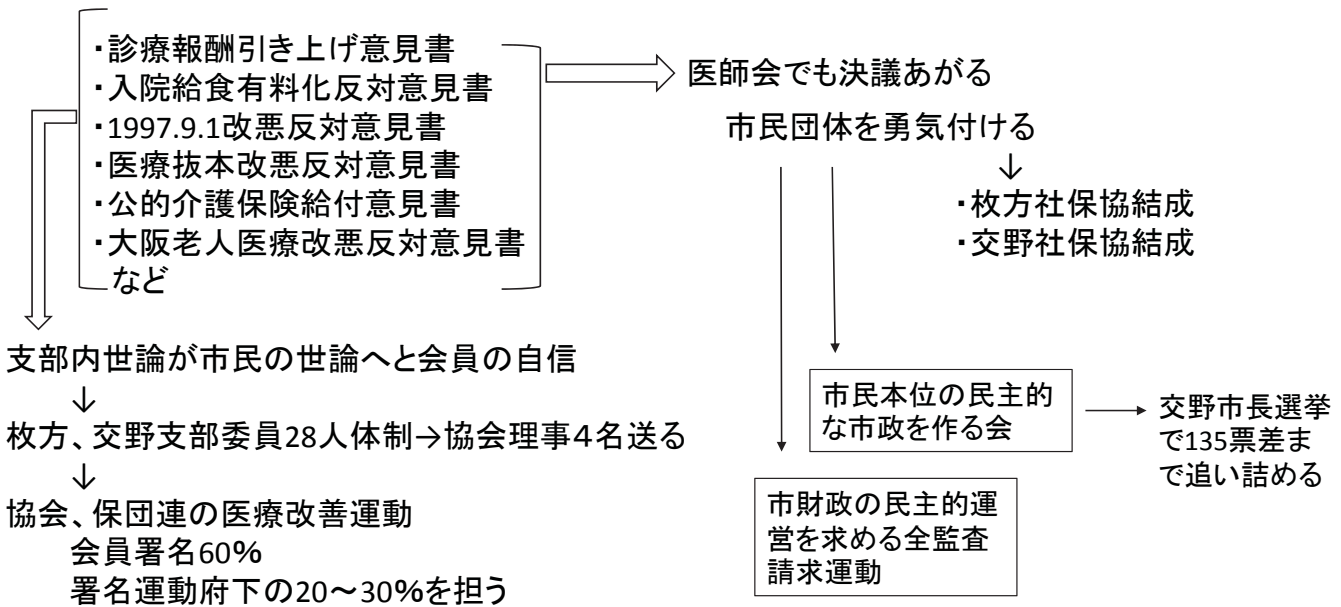 ・診療報酬引き上げ意見書
・入院給食有料化反対意見書
・1997.9.1改悪反対意見書
・医療抜本改悪反対意見書
・公的介護保険給付意見書
・大阪老人医療改悪反対意見書
など
医師会でも決議あがる
市民団体を勇気付ける
↓
・枚方社保協結成
・交野社保協結成
支部内世論が市民の世論へと会員の自信
↓
枚方、交野支部委員28人体制→協会理事４名送る
↓
協会、保団連の医療改善運動
会員署名60%
署名運動府下の20～30%を担う
市民本位の民主的
な市政を作る会
交野市長選挙
で135票差ま
で追い詰める
市財政の民主的運
営を求める全監査
請求運動